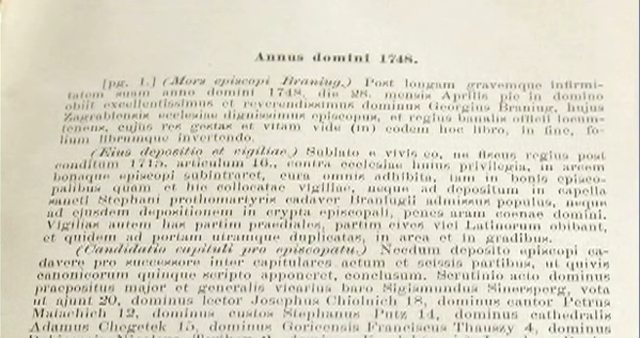 Annus domini 1748.
[pg. 1.] (Mors episcopi Braniug.) Post longam gravemque infirmi-
tatem suam anno domini 1748, die 28. mensis Aprilis pie in domino
obiit excellentissimus et reverendissimus dominus Georgius Braniug, hujus
Zagrabiensis ecclesiae dignissimus episcopus, et regius banalis officii locum-
tenens, cujus res gestas et vitam vide (in) eodem hoc libro, in fine, fo-
lium librumque invertendo.
(Eius depositio et vigiliae.) Sublato e vivis eo, ne fiscus regius post
conditum 1715. articulum 16., contra ecclesiae huius privilegia, in arcem
bonaque episcopi subintraret, cura omnis adhibita, tam in bonis episco-
palibus quam et hic collocatae vigiliae, neque ad depositum in capella
sancti Stephani prothomartyris cadaver Braniugii admissus populus, neque
ad ejusdem depositionem in crypta episcopali, penes aram coenae domini.
Vigilias autem has partim praediales, partim cives vici Latinorum obibant,
et quidem ad portam utramque duplicatas, in arce et in gradibus.
(Candidatio capituli pro episcopatu.) Necdum deposito episcopi ca-
davere pro successore inter capitulares actum et scissis partibus, ut quivis
canonicorum quinque scripto apponeret, conclusum. Scrutinio acto dominus
praepositus major et generalis vicarius baro Sigismundus Sinersperg, vota
ut ajunt 20, dominus lector Josephus Chiolnich 18, dominus cantor Petrus
Matachich 12, dominus custos Stephanus Putz 14, dominus cathedralis
Adamus Chegetek 15, dominus Goricensis Franciscus Thauszy 4, dominus